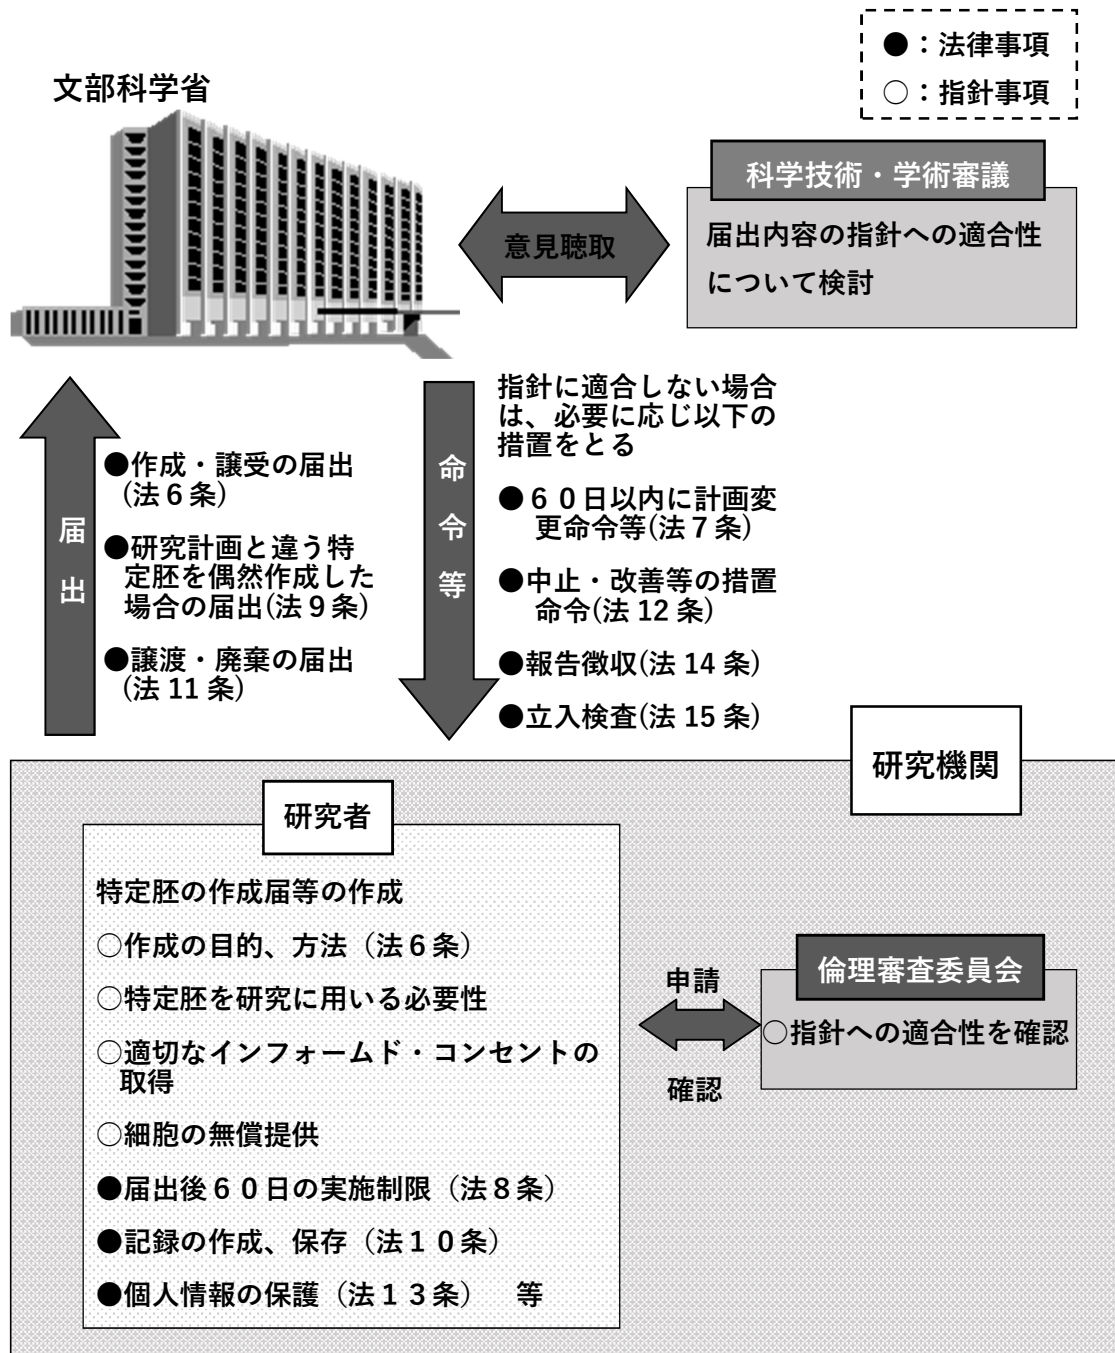 ●：法律事項
○：指針事項
文部科学省
科学技術・学術審議
届出内容の指針への適合性
について検討
意見聴取
届出
●作成・譲受の届出
(法６条)
●研究計画と違う特
定胚を偶然作成した
場合の届出(法９条)
●譲渡・廃棄の届出
(法 11 条)
命令等
指針に適合しない場合
は、必要に応じ以下の
措置をとる
●６０日以内に計画変
更命令等(法７条)
●中止・改善等の措置
命令(法 12 条)
●報告徴収(法 14 条)
●立入検査(法 15 条)
研究機関
研究者
特定胚の作成届等の作成
○作成の目的、方法（法６条）
○特定胚を研究に用いる必要性
○適切なインフォームド・コンセントの
取得
○細胞の無償提供
●届出後６０日の実施制限（法８条）
●記録の作成、保存（法１０条）
●個人情報の保護（法１３条）　等
申請
確認
倫理審査委員会
○指針への適合性を確認